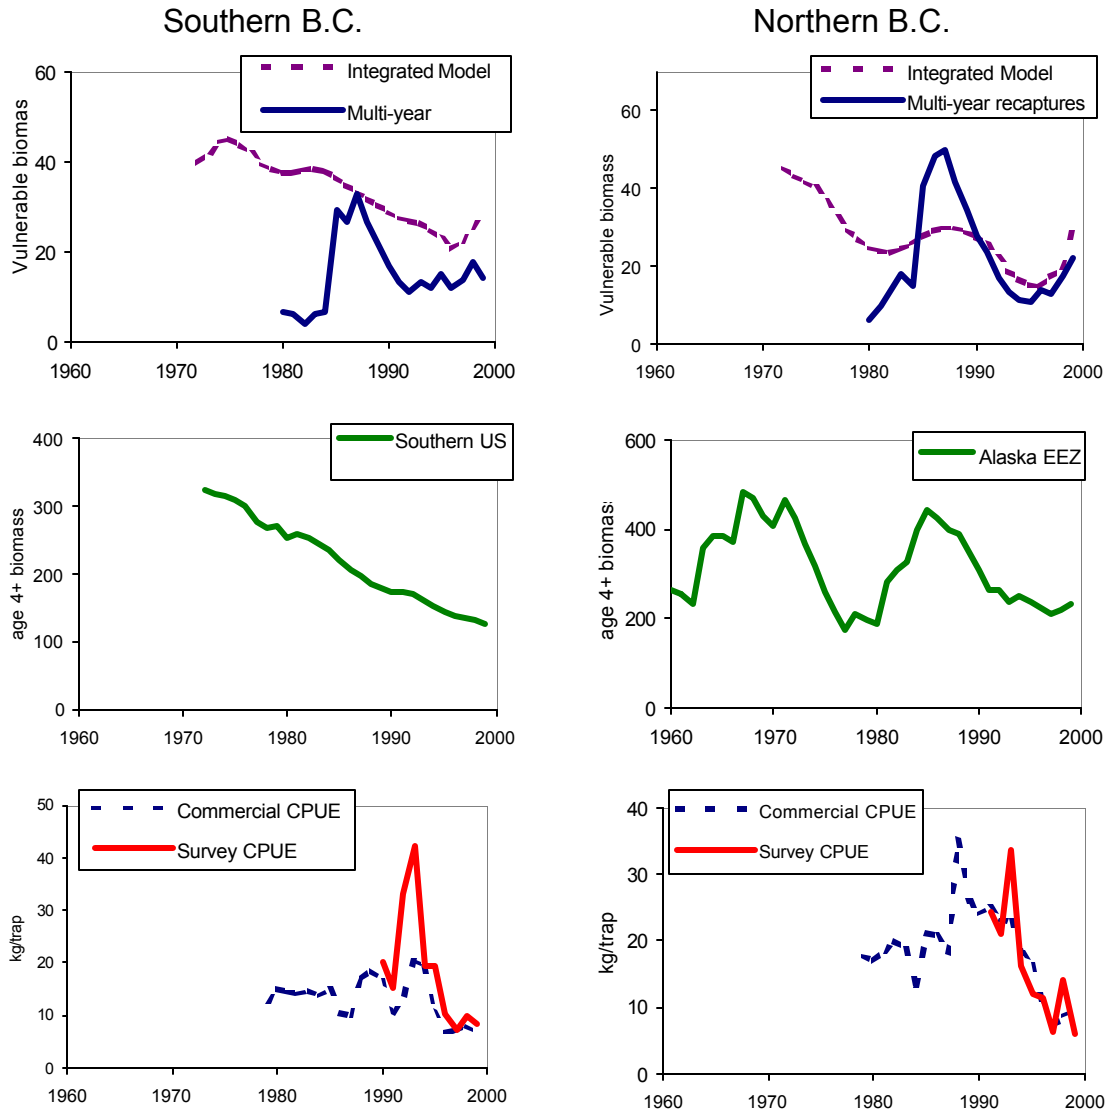 Southern B.C.
Northern B.C.
Integrated Model
Multi-year
Vulnerable biomas
60
40
20
0
1960 1970 1980 1990 2000
Integrated Model
Multi-year recaptures
Vulnerable biomass
60
40
20
0
1960 1970 1980 1990 2000
Southern US
age 4+ biomass
400
300
200
100
0
1960 1970 1980 1990 2000
Alaska EEZ
age 4+ biomass
600
400
200
0
1960 1970 1980 1990 2000
Commercial CPUE
Survey CPUE
kg/trap
50
40
30
20
10
0
1960 1970 1980 1990 2000
Commercial CPUE
Survey CPUE
kg/trap
40
30
20
10
0
1960 1970 1980 1990 2000